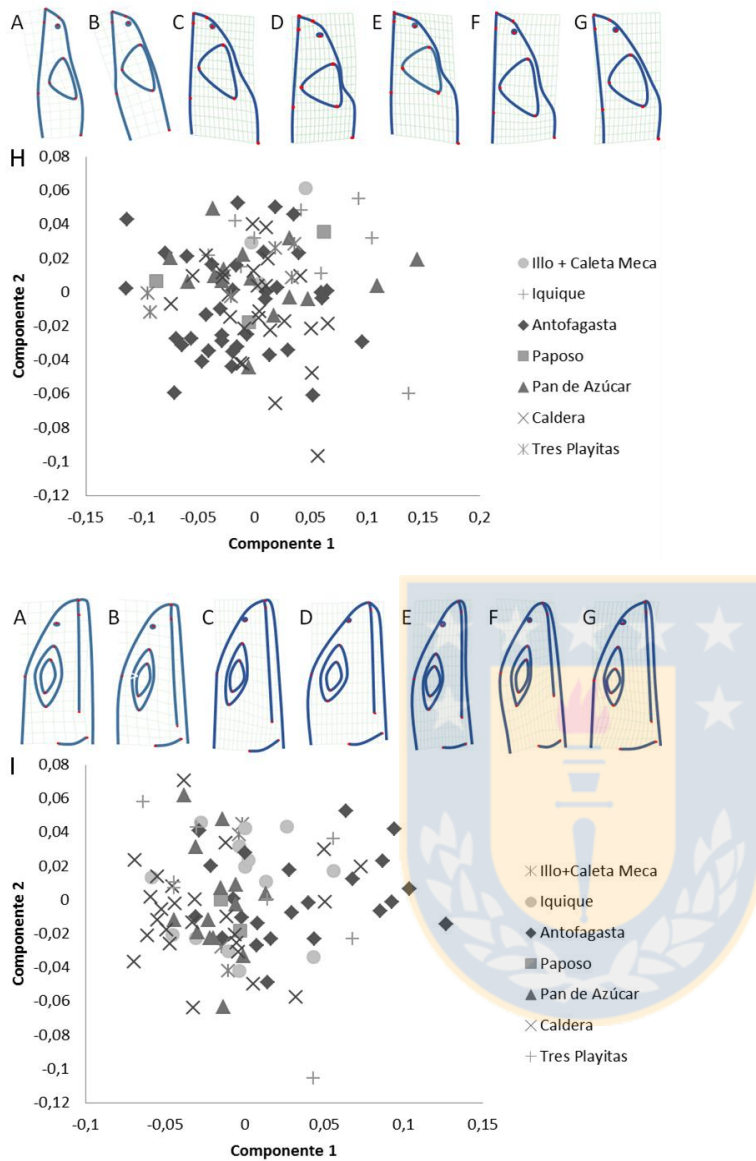 A B C D E F G
H
0,08
0,06
0,04
0,02
0
-0,02
-0,04
-0,06
-0,08
-0,1
-0,12
Componente 2
-0,15 -0,1 -0,05 0 0,05 0,1 0,15 0,2
Componente 1
Illo + Caleta Meca
Iquique
Antofagasta
Paposo
Pan de Azúcar
Caldera
Tres Playitas
A B C D E F G
I
0,08
0,06
0,04
0,02
0
-0,02
-0,04
-0,06
-0,08
-0,1
-0,12
Componente 2
-0,1 -0,05 0 0,05 0,1 0,15
Componente 1
Illo+Caleta Meca
Iquique
Antofagasta
Paposo
Pan de Azúcar
Caldera
Tres Playitas